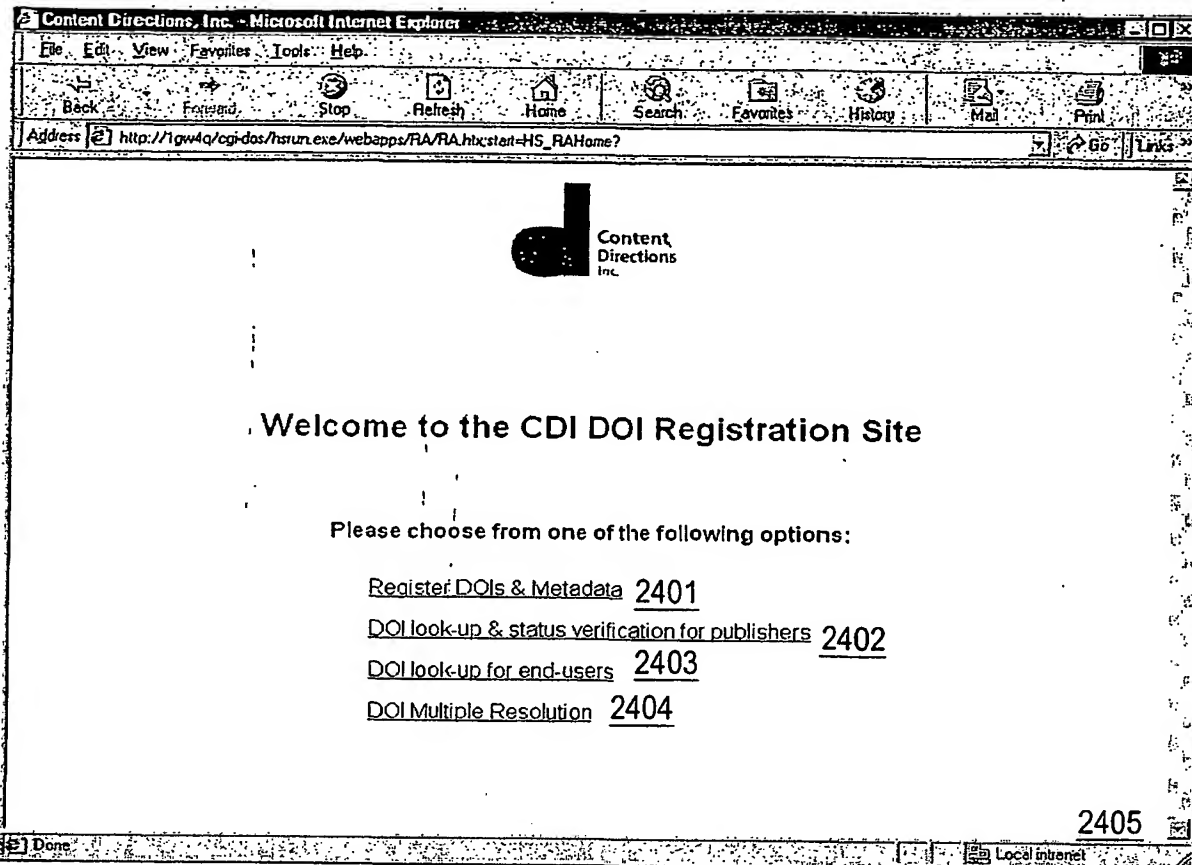 Content Directions, Inc. - Microsoft Internet Explorer
File Edit View Favorites Tools Help
Back Forward Stop Refresh Home Search Favorites History Mail Print
Address http://1gw4q/cgi-dos/hsrun.exe/webapps/RA/RA.htx;start=HS_RAHome? Go Links »
Content
Directions
Inc.
Welcome to the CDI DOI Registration Site
Please choose from one of the following options:
Register DOIs & Metadata 2401
DOI look-up & status verification for publishers 2402
DOI look-up for end-users 2403
DOI Multiple Resolution 2404
2405
Done Local intranet